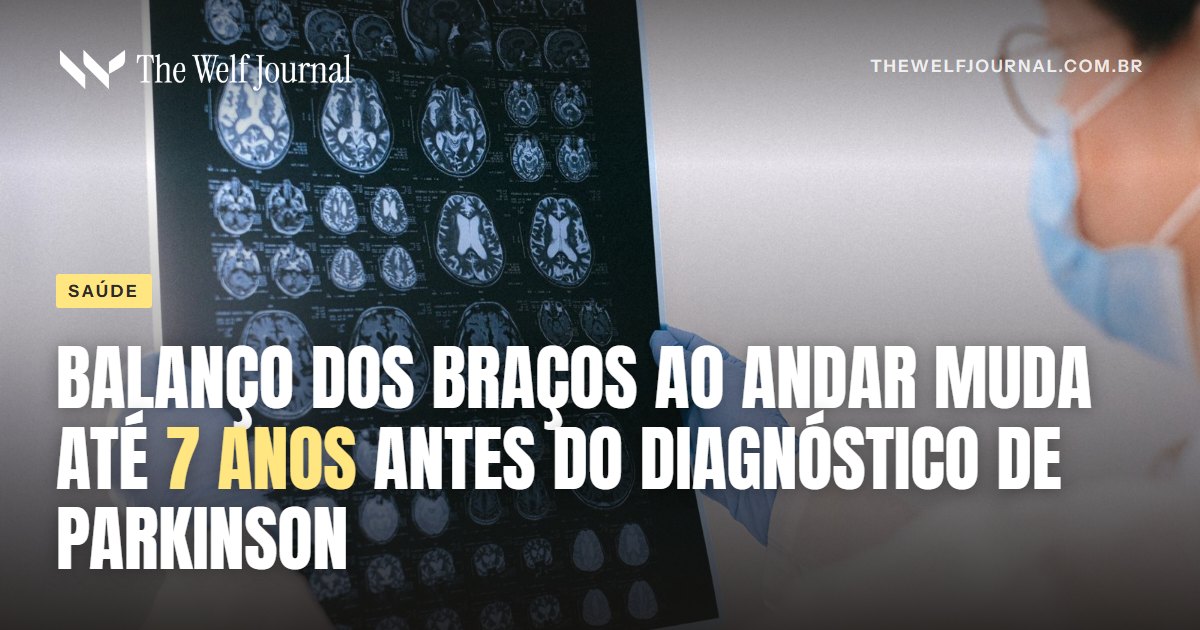 The Welf Journal
THEWELFJOURNAL.COM.BR
SAÚDE
BALANÇO DOS BRAÇOS AO ANDAR MUDA
ATÉ 7 ANOS ANTES DO DIAGNÓSTICO DE
PARKINSON